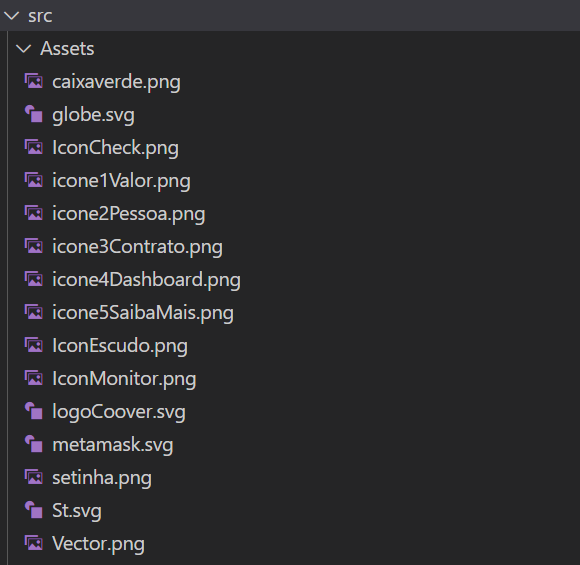 src
Assets
caixaverde.png
globe.svg
IconCheck.png
icone1Valor.png
icone2Pessoa.png
icone3Contrato.png
icone4Dashboard.png
icone5SaibaMais.png
IconEscudo.png
IconMonitor.png
logoCoover.svg
metamask.svg
setinha.png
St.svg
Vector.png